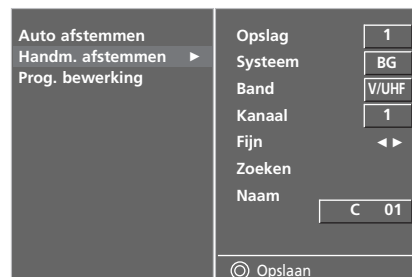 Auto afstemmen
Handm. afstemmen ►
Prog. bewerking
Opslag 1
Systeem BG
Band V/UHF
Kanaal 1
Fijn ◄►
Zoeken
Naam
C 01
Opslaan